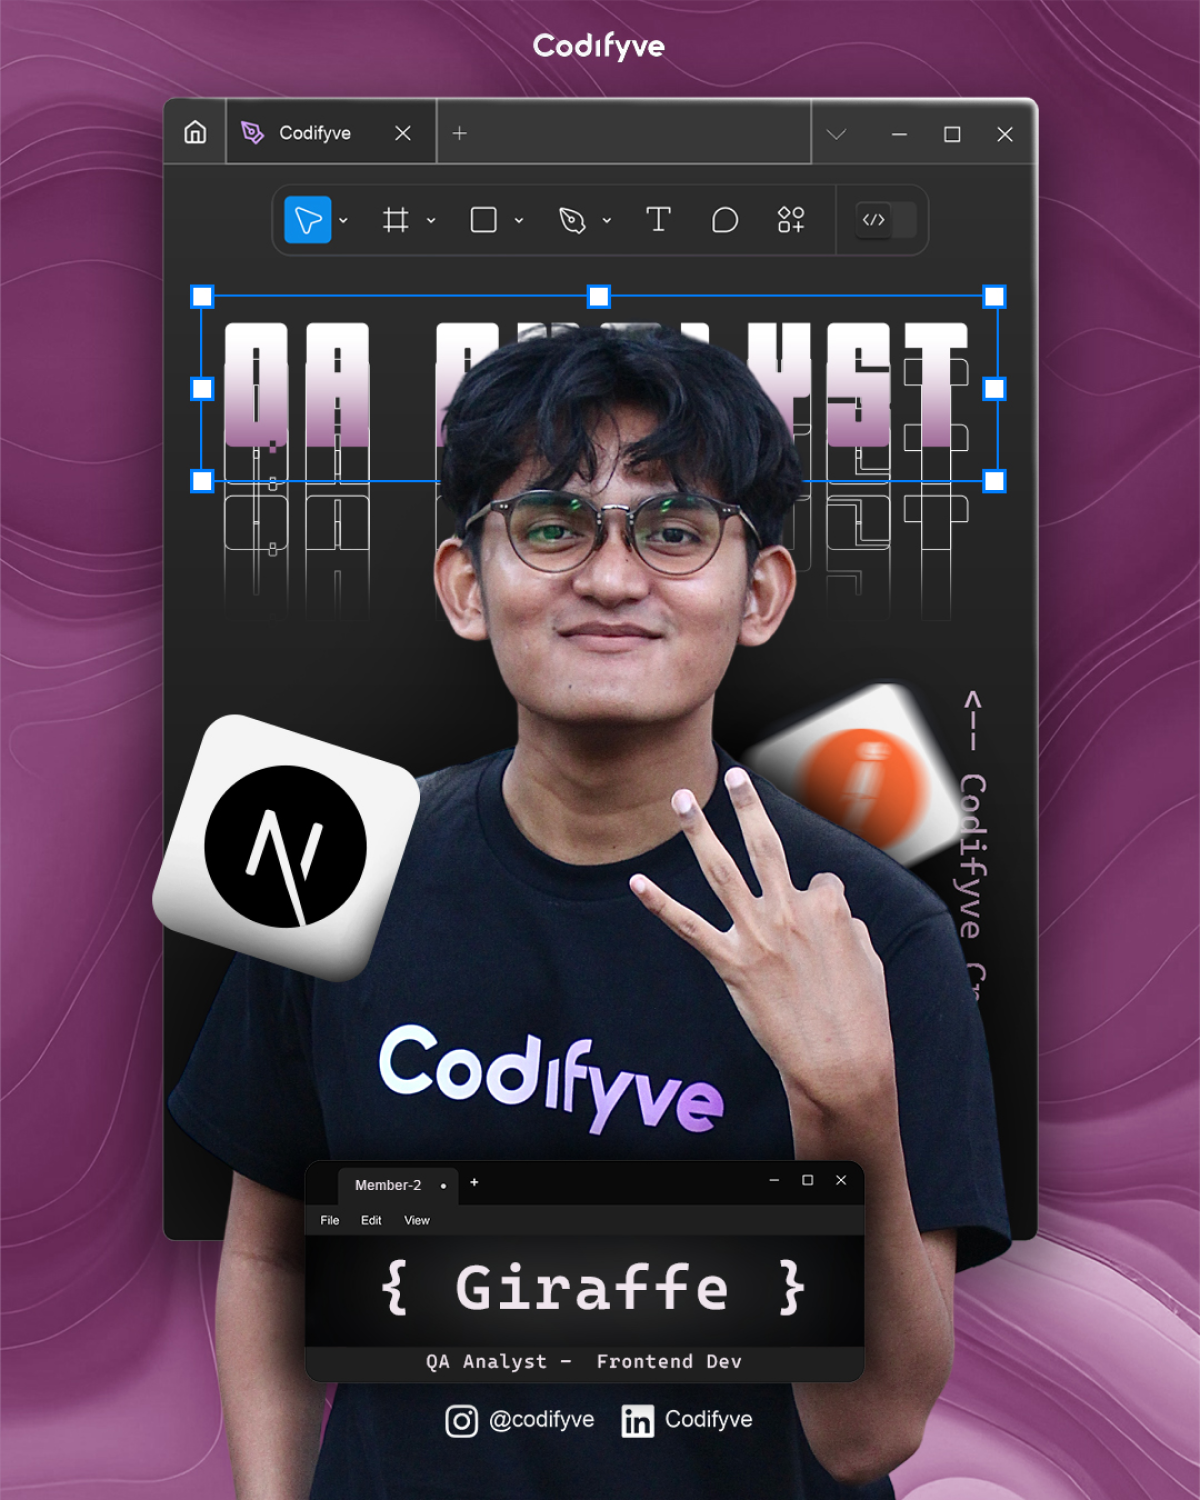 Codifyve
Codifyve
QA ANALYST
<-- Codifyve
Codifyve
Member-2
File Edit View
{ Giraffe }
QA Analyst - Frontend Dev
@codifyve Codifyve